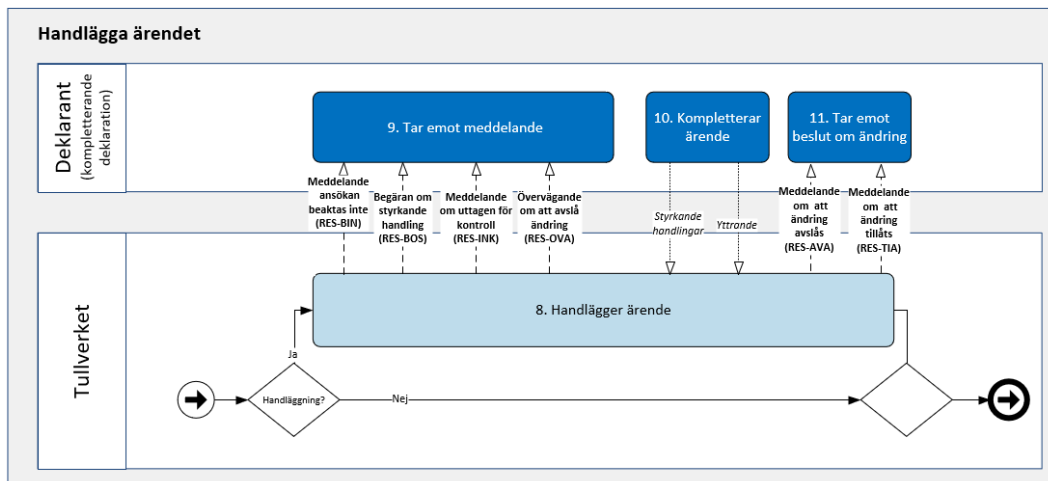 Handlägga ärendet
Deklarant
(kompletterande
deklaration)
9. Tar emot meddelande
10. Kompletterar
ärende
11. Tar emot
beslut om ändring
Meddelande
ansökan
beaktas inte
(RES-BIN)
Begäran om
styrkande
handling
(RES-BOS)
Meddelande
om uttagen för
kontroll
(RES-INK)
Övervägande
om att avslå
ändring
(RES-OVA)
Styrkande
handlingar
Yttrande
Meddelande
om att
ändring
avslås
(RES-AVA)
Meddelande
om att
ändring
tillåts
(RES-TIA)
Tullverket
8. Handlägger ärende
Ja
Handläggning?
Nej